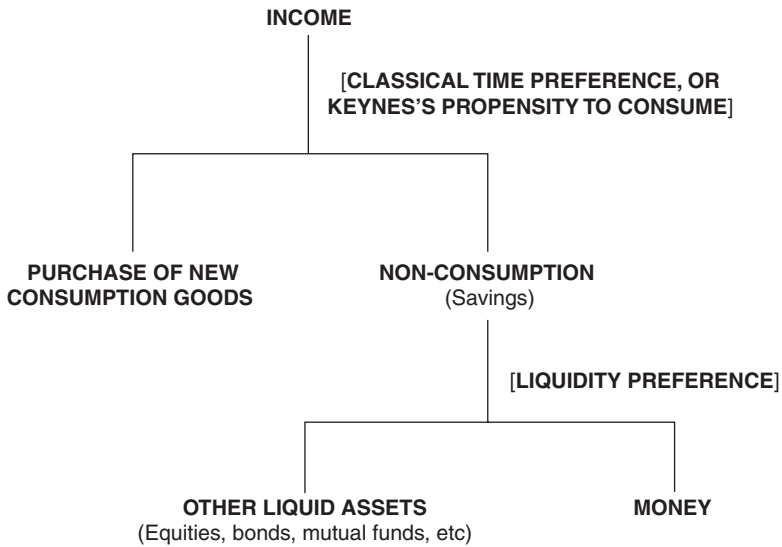 INCOME
[CLASSICAL TIME PREFERENCE, OR
KEYNES'S PROPENSITY TO CONSUME]
PURCHASE OF NEW
CONSUMPTION GOODS
NON-CONSUMPTION
(Savings)
[LIQUIDITY PREFERENCE]
OTHER LIQUID ASSETS
(Equities, bonds, mutual funds, etc)
MONEY